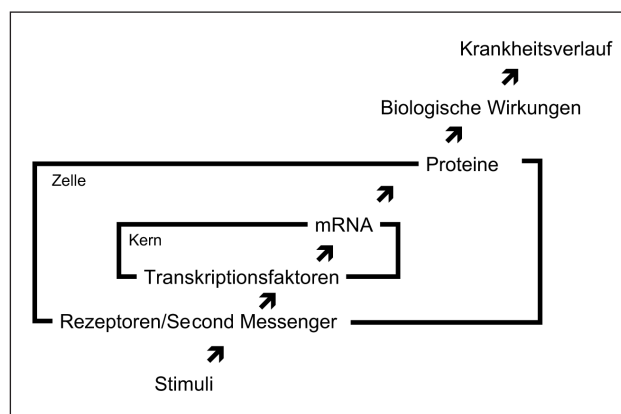 Krankheitsverlauf
Biologische Wirkungen
Proteine
Zelle
mRNA
Kern
Transkriptionsfaktoren
Rezeptoren/Second Messenger
Stimuli